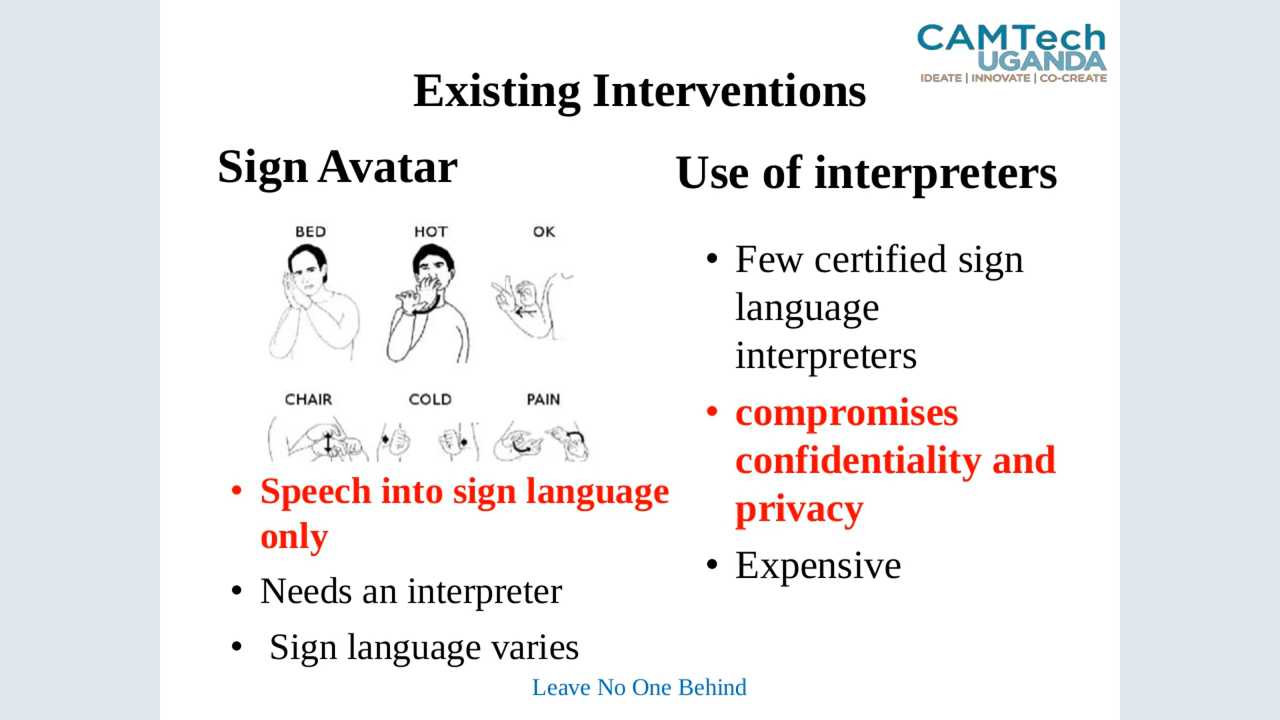 CAMTech
UGANDA
IDEATE | INNOVATE | CO-CREATE
Existing Interventions
Sign Avatar
BED HOT OK
CHAIR COLD PAIN
• Speech into sign language
only
• Needs an interpreter
• Sign language varies
Use of interpreters
• Few certified sign
language
interpreters
• compromises
confidentiality and
privacy
• Expensive
Leave No One Behind